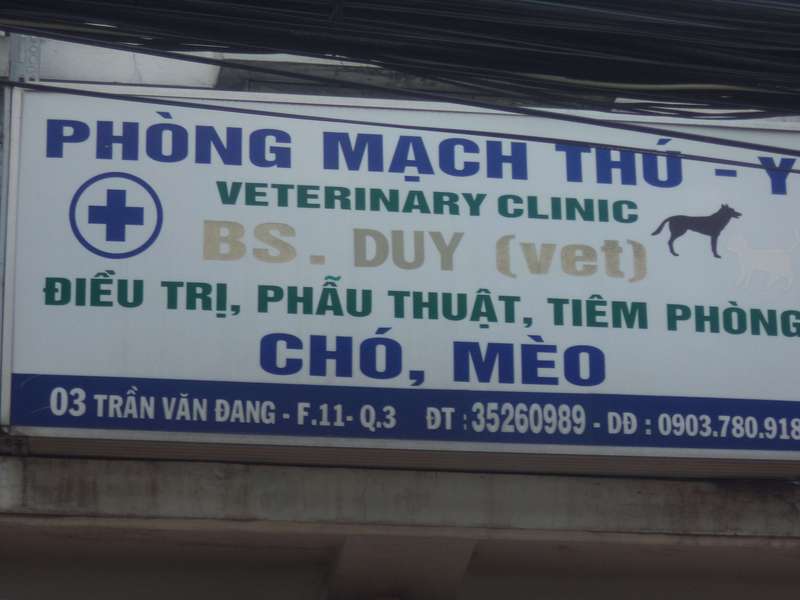 PHÒNG MẠCH THÚ - Y
VETERINARY CLINIC
BS. DUY (vet)
ĐIỀU TRỊ, PHẪU THUẬT, TIÊM PHÒNG
CHÓ, MÈO
03 TRẦN VĂN ĐANG - F.11- Q.3 ĐT : 35260989 - DĐ : 0903.780.918